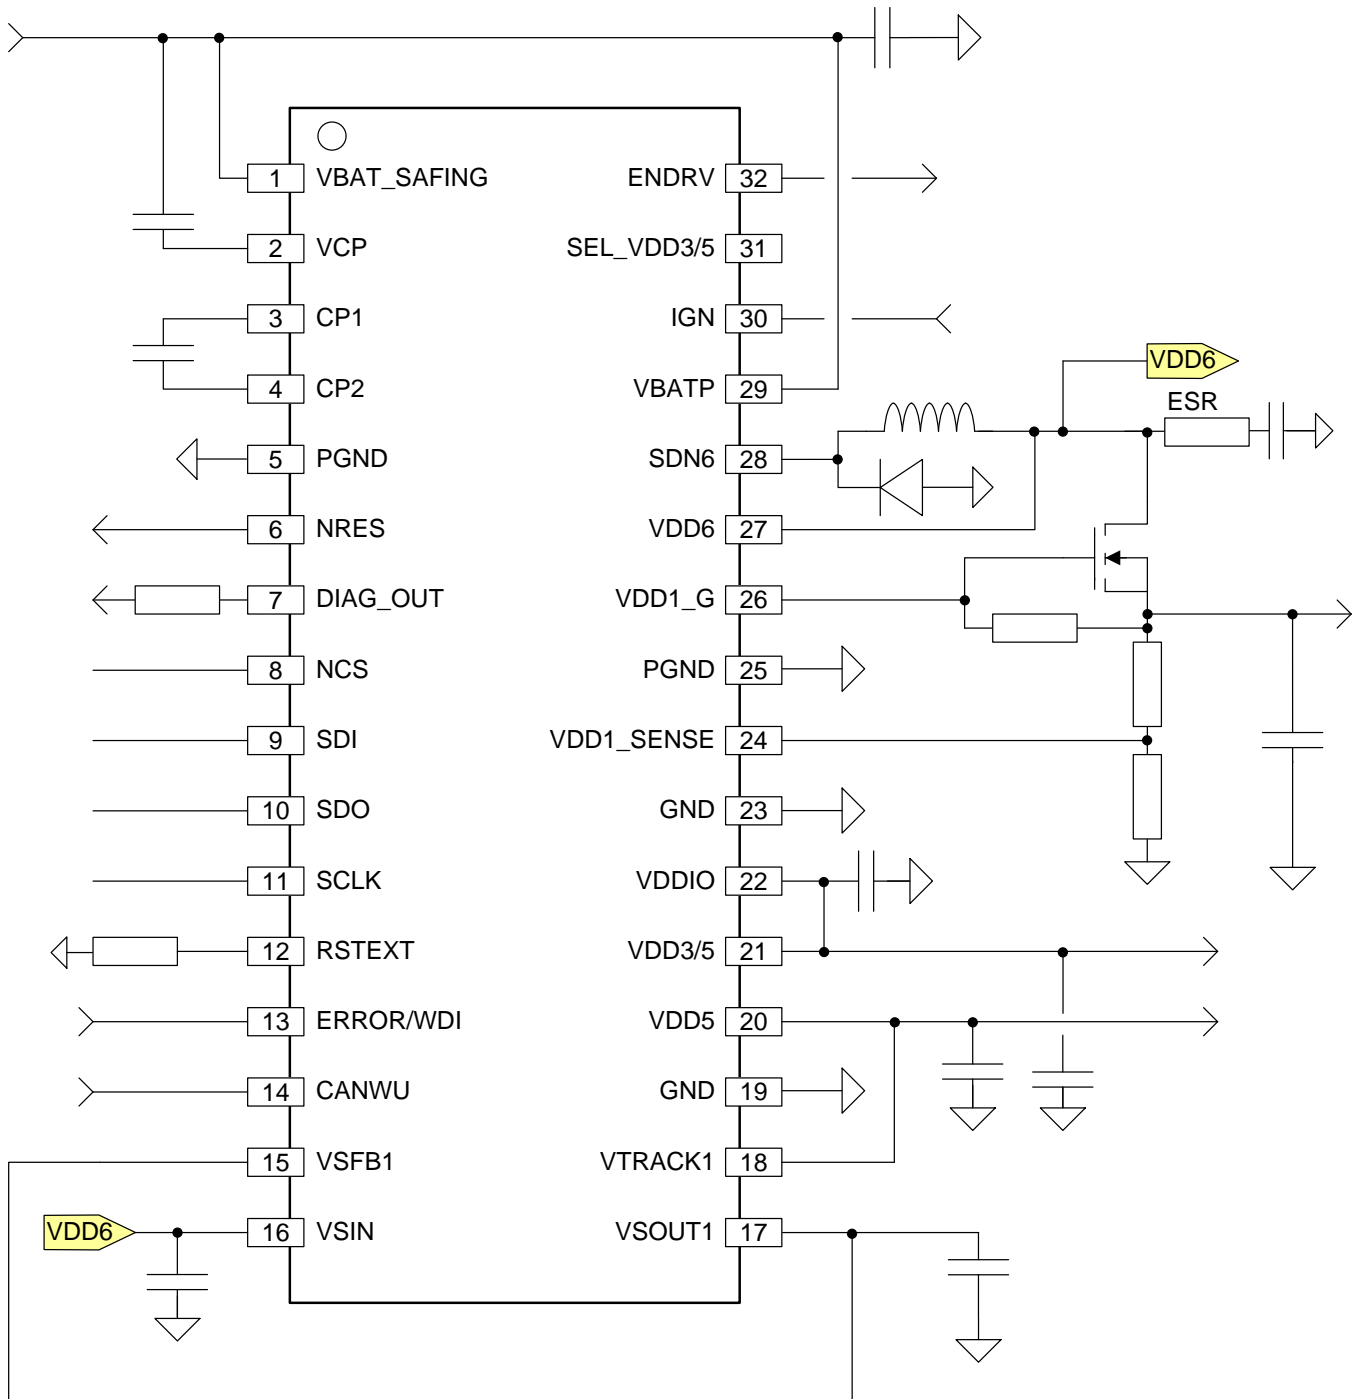 1 VBAT_SAFING
ENDRV 32
2 VCP
SEL_VDD3/5 31
3 CP1
IGN 30
4 CP2
VBATP 29
VDD6
ESR
5 PGND
SDN6 28
6 NRES
VDD6 27
7 DIAG_OUT
VDD1_G 26
8 NCS
PGND 25
9 SDI
VDD1_SENSE 24
10 SDO
GND 23
11 SCLK
VDDIO 22
12 RSTEXT
VDD3/5 21
13 ERROR/WDI
VDD5 20
14 CANWU
GND 19
15 VSFB1
VTRACK1 18
VDD6
16 VSIN
VSOUT1 17